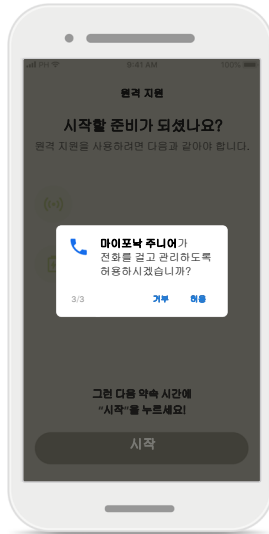 PH
9:41 AM
100%
원격 지원
시작할 준비가 되셨나요?
원격 지원을 사용하려면 다음과 같아야 합니다.
마이포낙 주니어가
전화를 걸고 관리하도록
허용하시겠습니까?
3/3
거부
허용
그런 다음 약속 시간에
"시작"을 누르세요!
시작